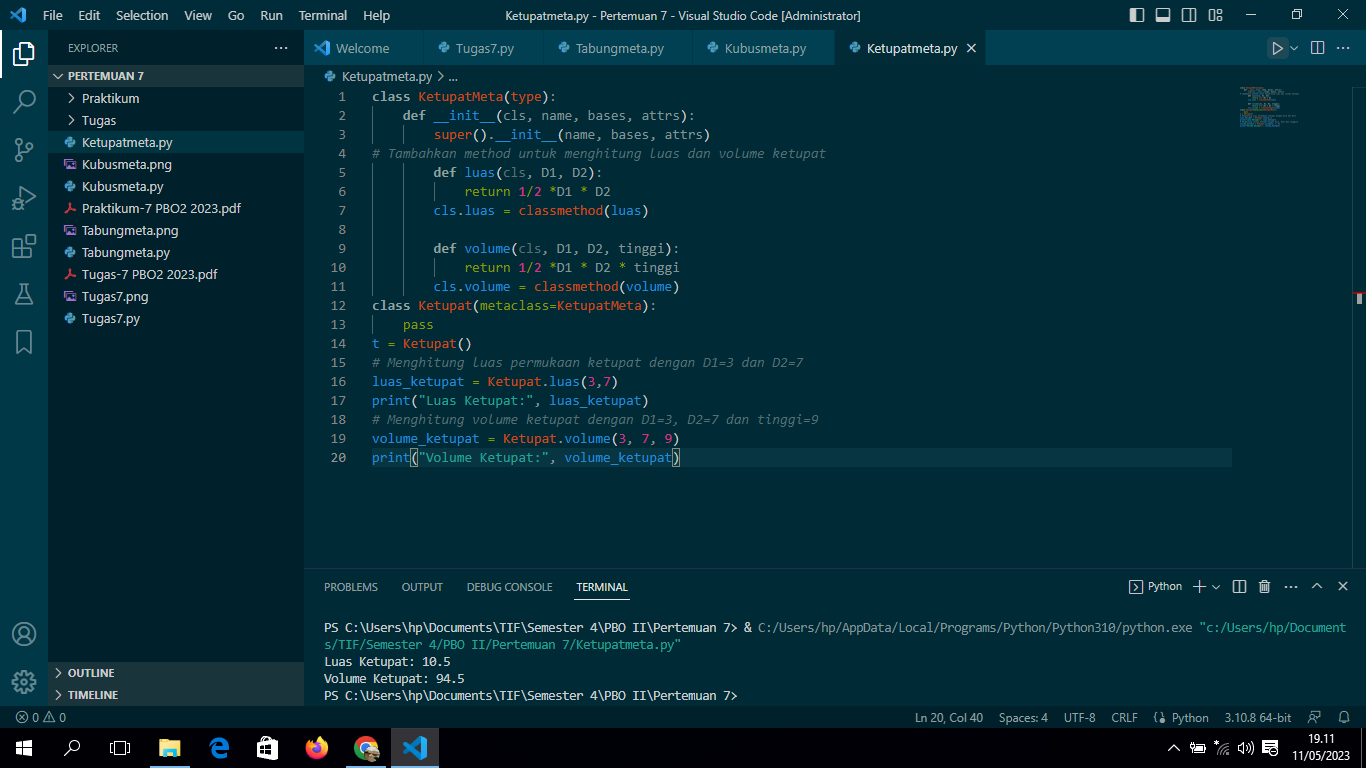 File Edit Selection View Go Run Terminal Help Ketupatmeta.py - Pertemuan 7 - Visual Studio Code [Administrator]
EXPLORER
PERTEMUAN 7
Praktikum
Tugas
Ketupatmeta.py
Kubusmeta.png
Kubusmeta.py
Praktikum-7 PBO2 2023.pdf
Tabungmeta.png
Tabungmeta.py
Tugas-7 PBO2 2023.pdf
Tugas7.png
Tugas7.py
OUTLINE
TIMELINE
Welcome Tugas7.py Tabungmeta.py Kubusmeta.py Ketupatmeta.py
Ketupatmeta.py > ...
1 class KetupatMeta(type):
2 def __init__(cls, name, bases, attrs):
3 super().__init__(name, bases, attrs)
4 # Tambahkan method untuk menghitung luas dan volume ketupat
5 def luas(cls, D1, D2):
6 return 1/2 *D1 * D2
7 cls.luas = classmethod(luas)
8
9 def volume(cls, D1, D2, tinggi):
10 return 1/2 *D1 * D2 * tinggi
11 cls.volume = classmethod(volume)
12 class Ketupat(metaclass=KetupatMeta):
13 pass
14 t = Ketupat()
15 # Menghitung luas permukaan ketupat dengan D1=3 dan D2=7
16 luas_ketupat = Ketupat.luas(3,7)
17 print("Luas Ketupat:", luas_ketupat)
18 # Menghitung volume ketupat dengan D1=3, D2=7 dan tinggi=9
19 volume_ketupat = Ketupat.volume(3, 7, 9)
20 print("Volume Ketupat:", volume_ketupat)
PROBLEMS OUTPUT DEBUG CONSOLE TERMINAL Python
PS C:\Users\hp\Documents\TIF\Semester 4\PBO II\Pertemuan 7> & C:/Users/hp/AppData/Local/Programs/Python/Python310/python.exe "c:/Users/hp/Document
s/TIF/Semester 4/PBO II/Pertemuan 7/Ketupatmeta.py"
Luas Ketupat: 10.5
Volume Ketupat: 94.5
PS C:\Users\hp\Documents\TIF\Semester 4\PBO II\Pertemuan 7>
0 0 Ln 20, Col 40 Spaces: 4 UTF-8 CRLF Python 3.10.8 64-bit
19.11
11/05/2023